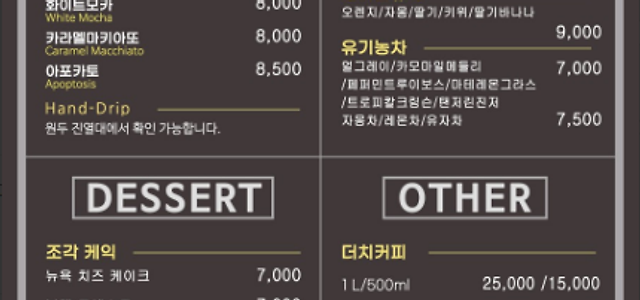 화이트모카 8,000
White Mocha
카라멜마키아또 8,000
Caramel Macchiato
아포카토 8,500
Apoptosis
Hand-Drip
원두 진열대에서 확인 가능합니다.
오렌지/자몽/딸기/키위/딸기바나나
9,000
유기농차
얼그레이/카모마일메들리 7,000
/페퍼민트루이보스/마테레몬그라스
/트로피칼크림슨/탠저린진저
자몽차/레몬차/유자차 7,500
DESSERT
조각 케익
뉴욕 치즈 케이크 7,000
OTHER
더치커피
1L/500ml 25,000 /15,000